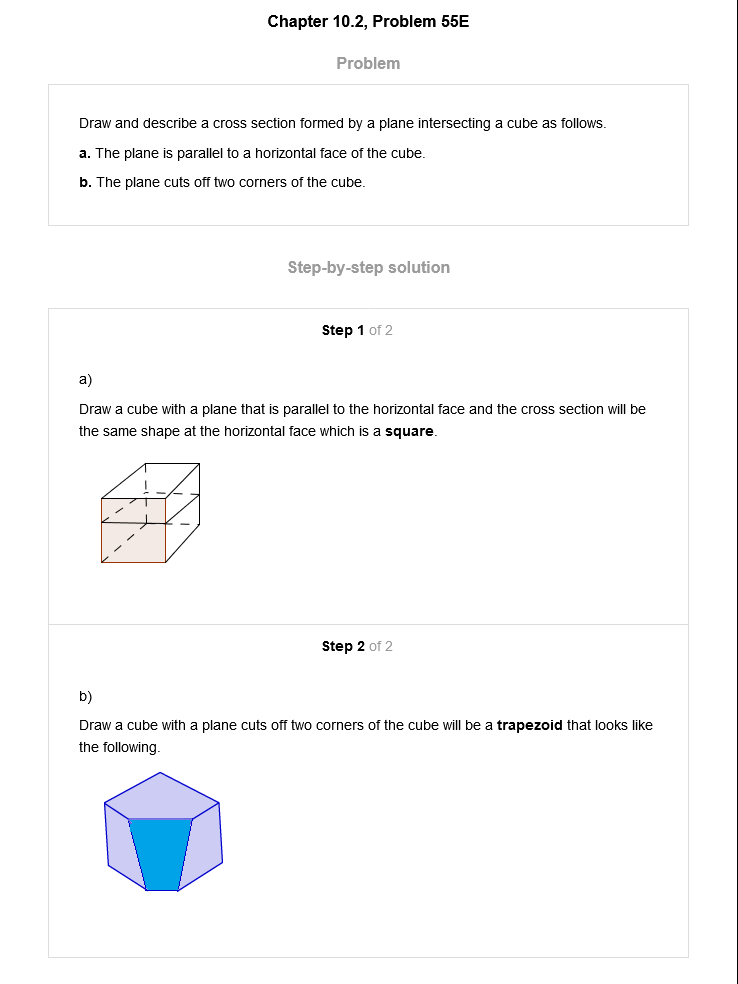 Chapter 10.2, Problem 55E
Problem
Draw and describe a cross section formed by a plane intersecting a cube as follows.
a. The plane is parallel to a horizontal face of the cube.
b. The plane cuts off two corners of the cube.
Step-by-step solution
Step 1 of 2
a)
Draw a cube with a plane that is parallel to the horizontal face and the cross section will be
the same shape at the horizontal face which is a square.
Step 2 of 2
b)
Draw a cube with a plane cuts off two corners of the cube will be a trapezoid that looks like
the following.